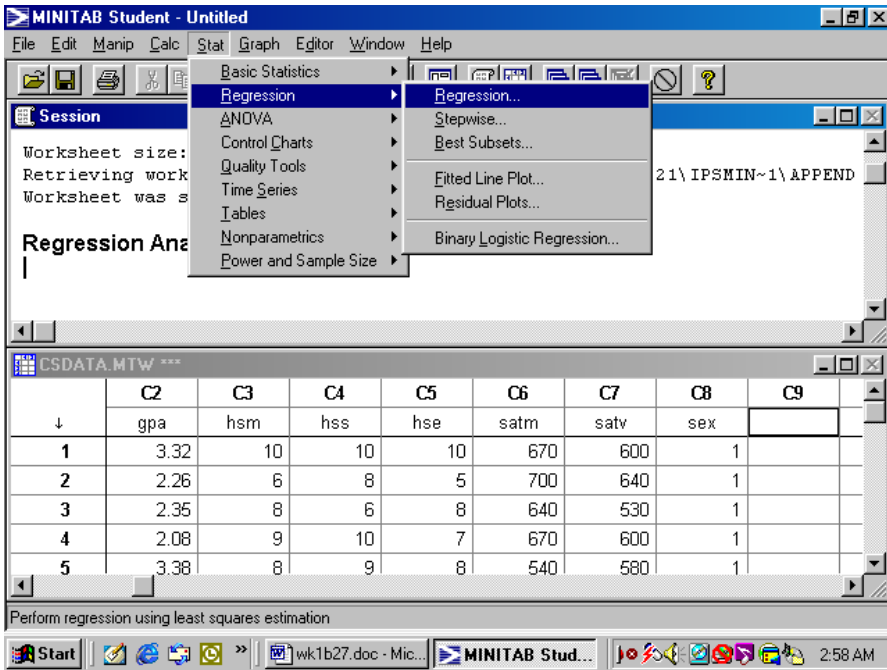 MINITAB Student - Untitled
File Edit Manip Calc Stat Graph Editor Window Help
Basic Statistics
Regression
ANOVA
Control Charts
Quality Tools
Time Series
Tables
Nonparametrics
Power and Sample Size
Regression...
Stepwise...
Best Subsets...
Fitted Line Plot...
Residual Plots...
Binary Logistic Regression...
Session
Worksheet size:
Retrieving work 21\IPSMIN~1\APPEND
Worksheet was s
Regression Ana
CSDATA.MTW ***
C2 C3 C4 C5 C6 C7 C8 C9
↓ gpa hsm hss hse satm satv sex
1 3.32 10 10 10 670 600 1
2 2.26 6 8 5 700 640 1
3 2.35 8 6 8 640 530 1
4 2.08 9 10 7 670 600 1
5 3.38 8 9 8 540 580 1
Perform regression using least squares estimation
Start » wk1b27.doc - Mic... MINITAB Stud... 2:58 AM